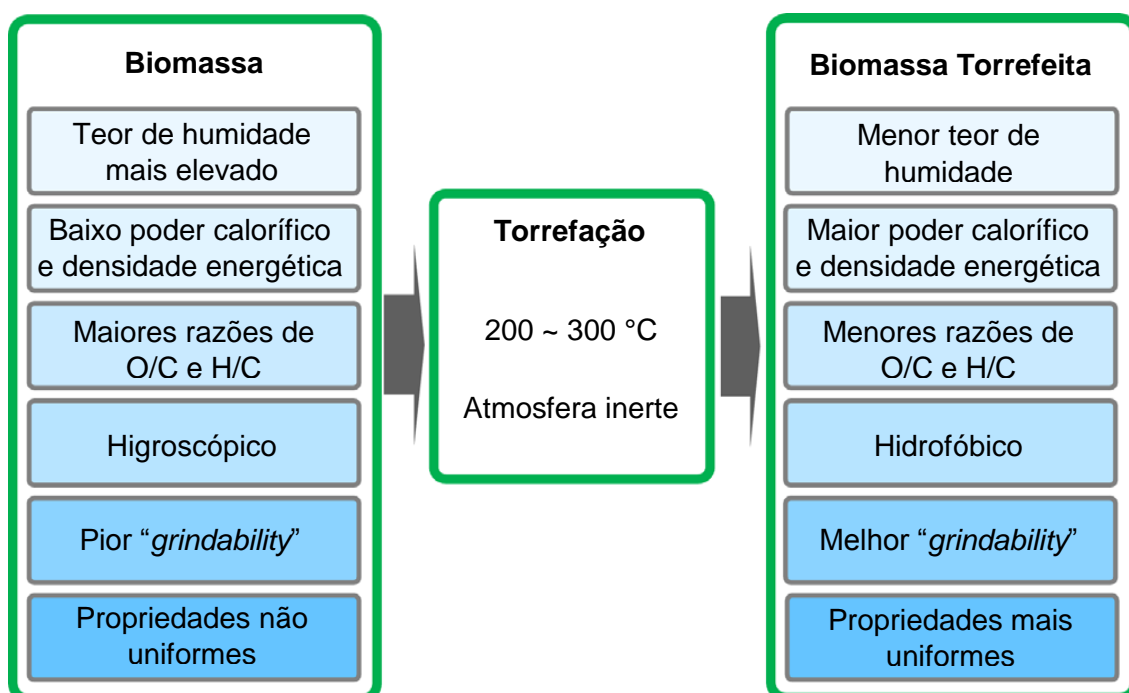 Biomassa
Teor de humidade
mais elevado
Baixo poder calorífico
e densidade energética
Maiores razões de
O/C e H/C
Higroscópico
Pior “grindability”
Propriedades não
uniformes
Torrefação
200 ~ 300 °C
Atmosfera inerte
Biomassa Torrefeita
Menor teor de
humidade
Maior poder calorífico
e densidade energética
Menores razões de
O/C e H/C
Hidrofóbico
Melhor “grindability”
Propriedades mais
uniformes